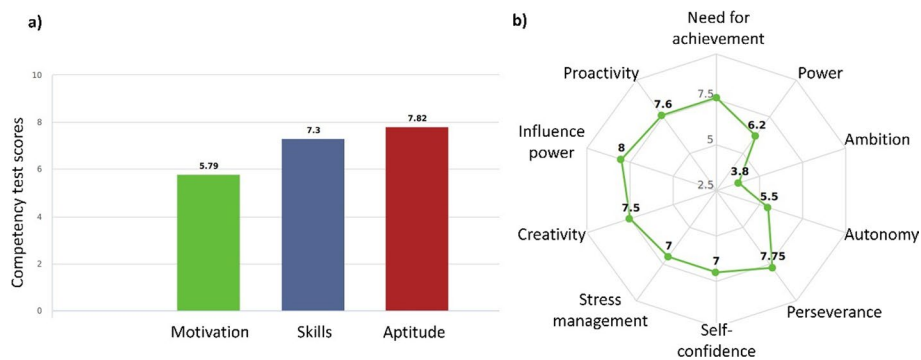 a)
Competency test scores
10
8
6
4
2
0
5.79
7.3
7.82
Motivation
Skills
Aptitude
b)
Need for
achievement
Power
Ambition
Autonomy
Perseverance
Self-
confidence
Stress
management
Creativity
Influence
power
Proactivity
7.5
5
2.5
6.2
3.8
5.5
7.75
7
7
7.5
8
7.6